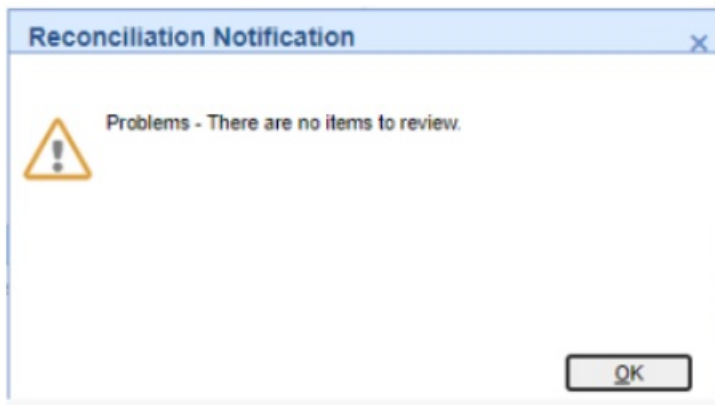 Reconciliation Notification
Problems - There are no items to review.
OK